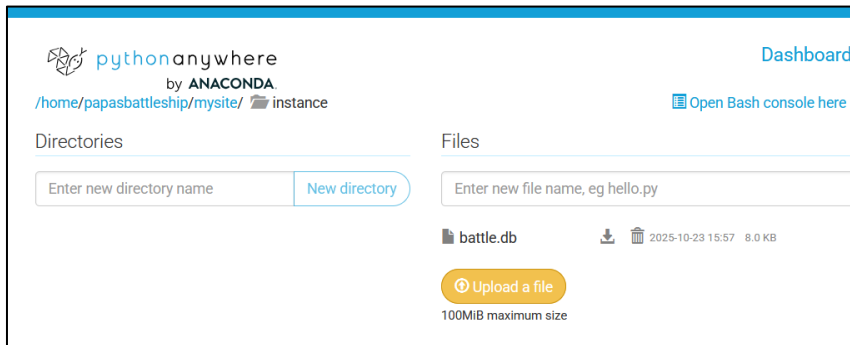 pythonanywhere
Dashboard
by ANACONDA.
/home/papasbattleship/mysite/ instance
Open Bash console here
Directories
Files
Enter new directory name
New directory
Enter new file name, eg hello.py
battle.db
2025-10-23 15:57
8.0 KB
Upload a file
100MiB maximum size